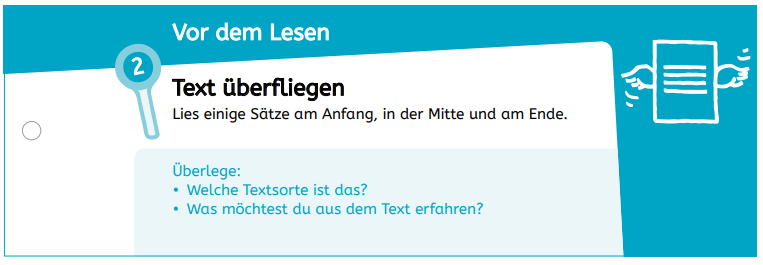 Vor dem Lesen
2
Text überfliegen
Lies einige Sätze am Anfang, in der Mitte und am Ende.
Überlege:
• Welche Textsorte ist das?
• Was möchtest du aus dem Text erfahren?